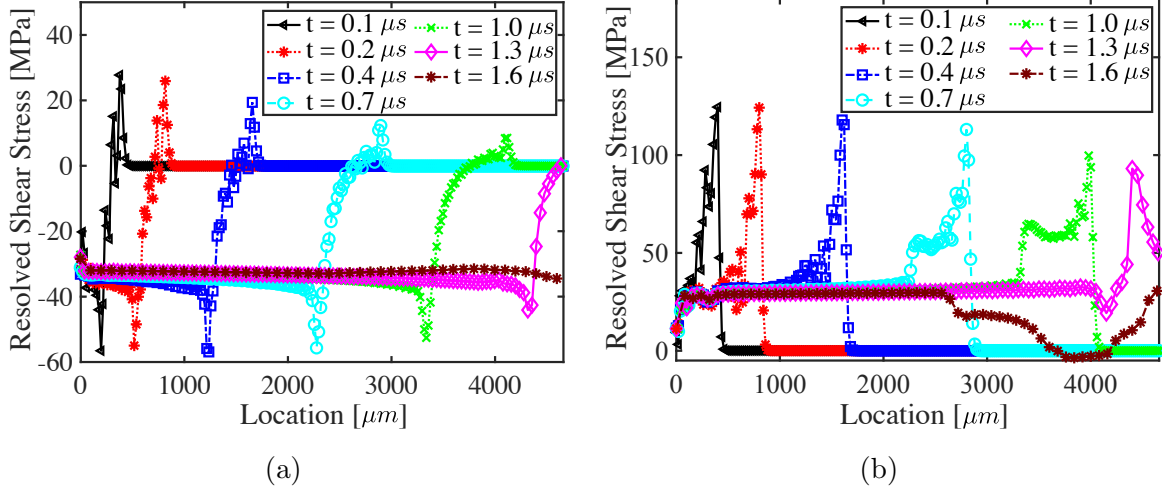 Resolved Shear Stress [MPa]
40
20
0
-20
-40
-60
t = 0.1 μs
t = 0.2 μs
t = 0.4 μs
t = 0.7 μs
t = 1.0 μs
t = 1.3 μs
t = 1.6 μs
0 1000 2000 3000 4000
Location [μm]
(a)
Resolved Shear Stress [MPa]
150
100
50
0
t = 0.1 μs
t = 0.2 μs
t = 0.4 μs
t = 0.7 μs
t = 1.0 μs
t = 1.3 μs
t = 1.6 μs
0 1000 2000 3000 4000
Location [μm]
(b)